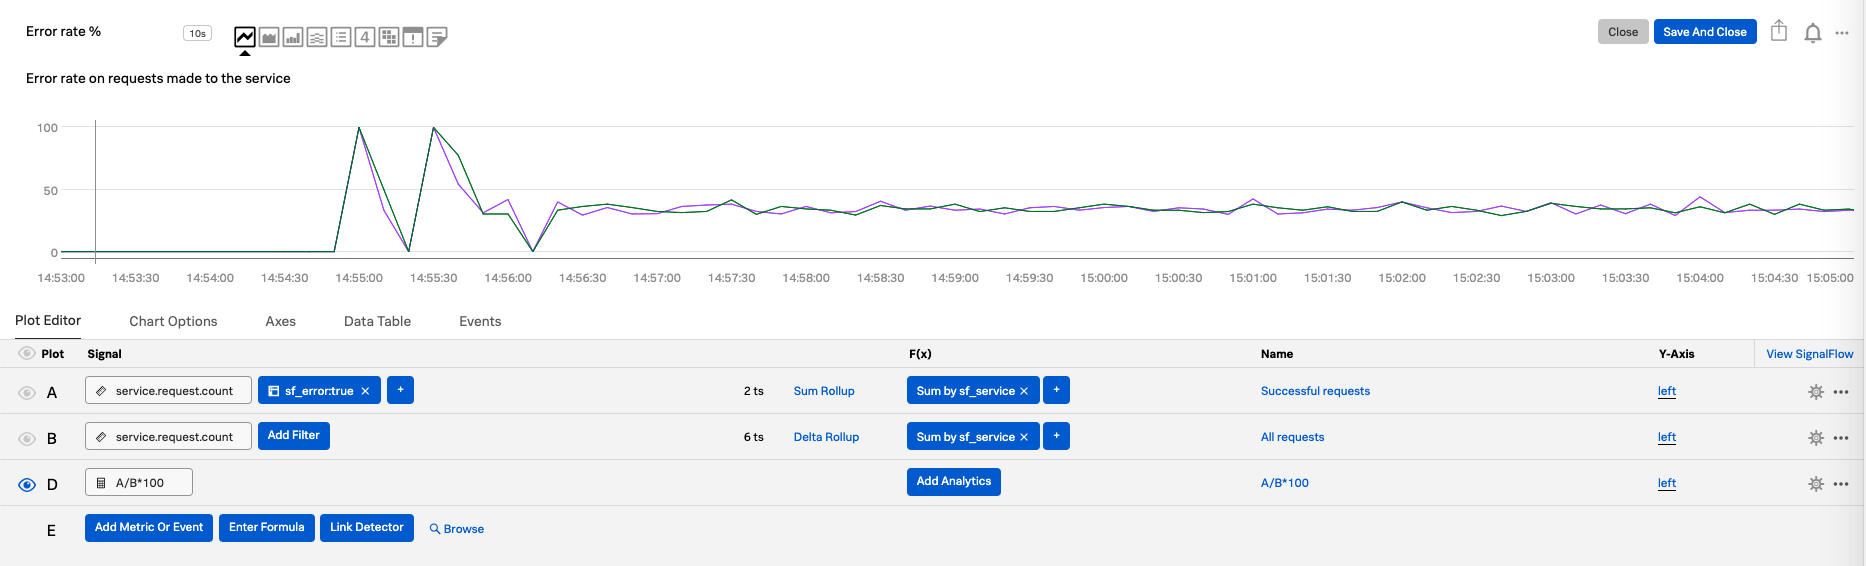 Error rate %
10s
4
Close
Save And Close
Error rate on requests made to the service
100
50
0
14:53:00 14:53:30 14:54:00 14:54:30 14:55:00 14:55:30 14:56:00 14:56:30 14:57:00 14:57:30 14:58:00 14:58:30 14:59:00 14:59:30 15:00:00 15:00:30 15:01:00 15:01:30 15:02:00 15:02:30 15:03:00 15:03:30 15:04:00 15:04:30 15:05:00
Plot Editor Chart Options Axes Data Table Events
Plot Signal F(x) Name Y-Axis View SignalFlow
A service.request.count sf_error:true × + 2 ts Sum Rollup Sum by sf_service × + Successful requests left
B service.request.count Add Filter 6 ts Delta Rollup Sum by sf_service × + All requests left
D A/B*100 Add Analytics A/B*100 left
E Add Metric Or Event Enter Formula Link Detector Browse